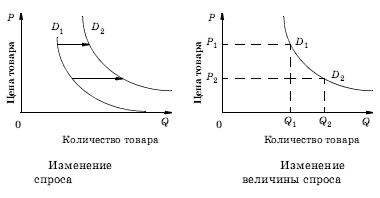 P
D1 D2
Цена товара
0
Q
Количество товара
Изменение
спроса
P
P1
D1
P2
D2
Цена товара
0
Q1 Q2
Q
Количество товара
Изменение
величины спроса